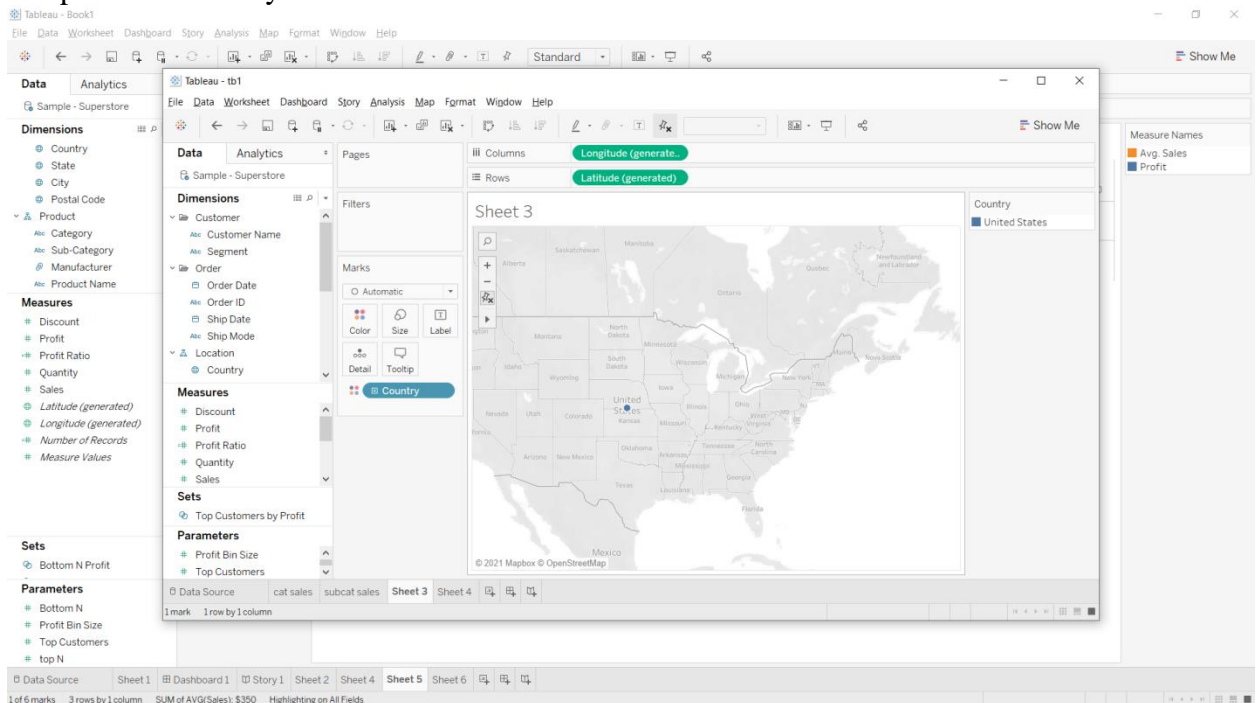 Tableau - Book1
File Data Worksheet Dashboard Story Analysis Map Format Window Help
Standard
Show Me
Data Analytics
Sample - Superstore
Dimensions
Country
State
City
Postal Code
Product
Abc Category
Abc Sub-Category
Manufacturer
Abc Product Name
Measures
# Discount
# Profit
=# Profit Ratio
# Quantity
# Sales
Latitude (generated)
Longitude (generated)
=# Number of Records
# Measure Values
Sets
Bottom N Profit
Parameters
# Bottom N
# Profit Bin Size
# Top Customers
# top N
Measure Names
Avg. Sales
Profit
Tableau - tb1
File Data Worksheet Dashboard Story Analysis Map Format Window Help
Show Me
Data Analytics
Sample - Superstore
Dimensions
Customer
Abc Customer Name
Abc Segment
Order
Order Date
Abc Order ID
Ship Date
Abc Ship Mode
Location
Country
Measures
# Discount
# Profit
=# Profit Ratio
# Quantity
# Sales
Sets
Top Customers by Profit
Parameters
# Profit Bin Size
# Top Customers
Pages
Filters
Marks
Automatic
Color Size Label
Detail Tooltip
Country
Columns Longitude (generate..
Rows Latitude (generated)
Sheet 3
Country
United States
Saskatchewan
Manitoba
Alberta
Quebec
Newfoundland
and Labrador
Ontario
Montana
North
Dakota
Minnesota
Maine
Nova Scotia
Idaho
South
Dakota
Wisconsin
Michigan
VT
New York
Wyoming
Iowa
United
States
Nevada
Utah
Colorado
Kansas
Missouri
Illinois
Ohio
West
Virginia
MD
Kentucky
Arizona
New Mexico
Oklahoma
Arkansas
Tennessee
North
Carolina
Mississippi
Texas
Louisiana
Georgia
Florida
Mexico
© 2021 Mapbox © OpenStreetMap
Data Source cat sales subcat sales Sheet 3 Sheet 4
1 mark 1 row by 1 column
Data Source Sheet 1 Dashboard 1 Story 1 Sheet 2 Sheet 4 Sheet 5 Sheet 6
1 of 6 marks 3 rows by 1 column SUM of AVG(Sales): $350 Highlighting on All Fields